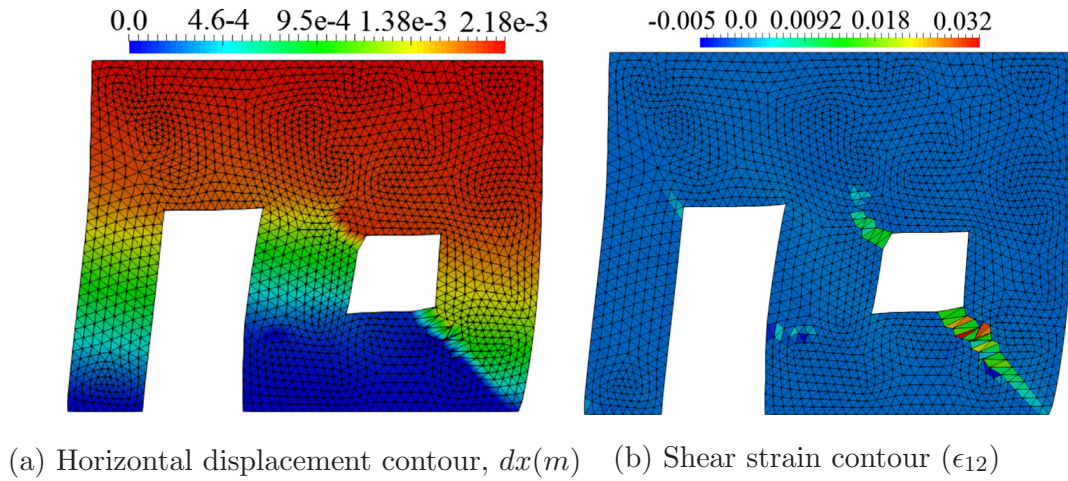 0.0 4.6-4 9.5e-4 1.38e-3 2.18e-3
-0.005 0.0 0.0092 0.018 0.032
(a) Horizontal displacement contour, dx(m)
(b) Shear strain contour (ϵ12)